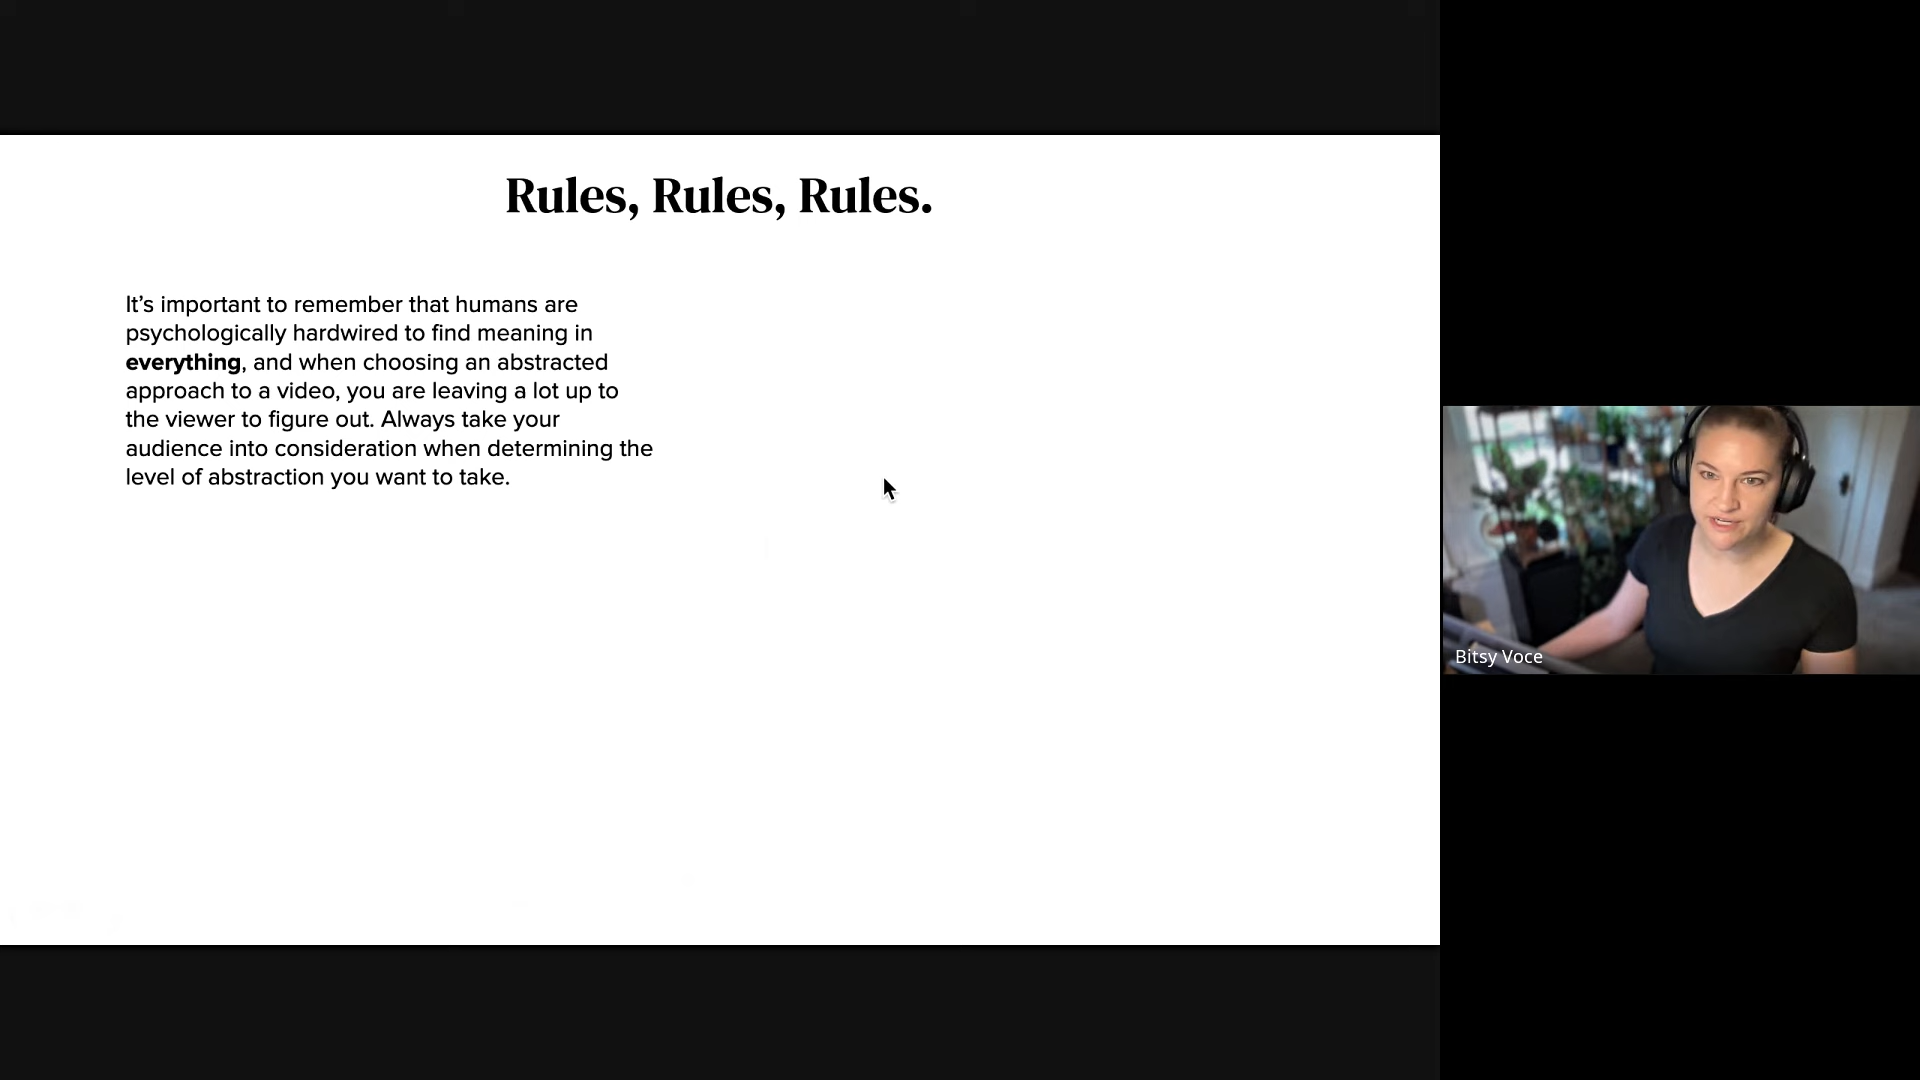 Rules, Rules, Rules.
It’s important to remember that humans are
psychologically hardwired to find meaning in
everything, and when choosing an abstracted
approach to a video, you are leaving a lot up to
the viewer to figure out. Always take your
audience into consideration when determining the
level of abstraction you want to take.
Bitsy Voce